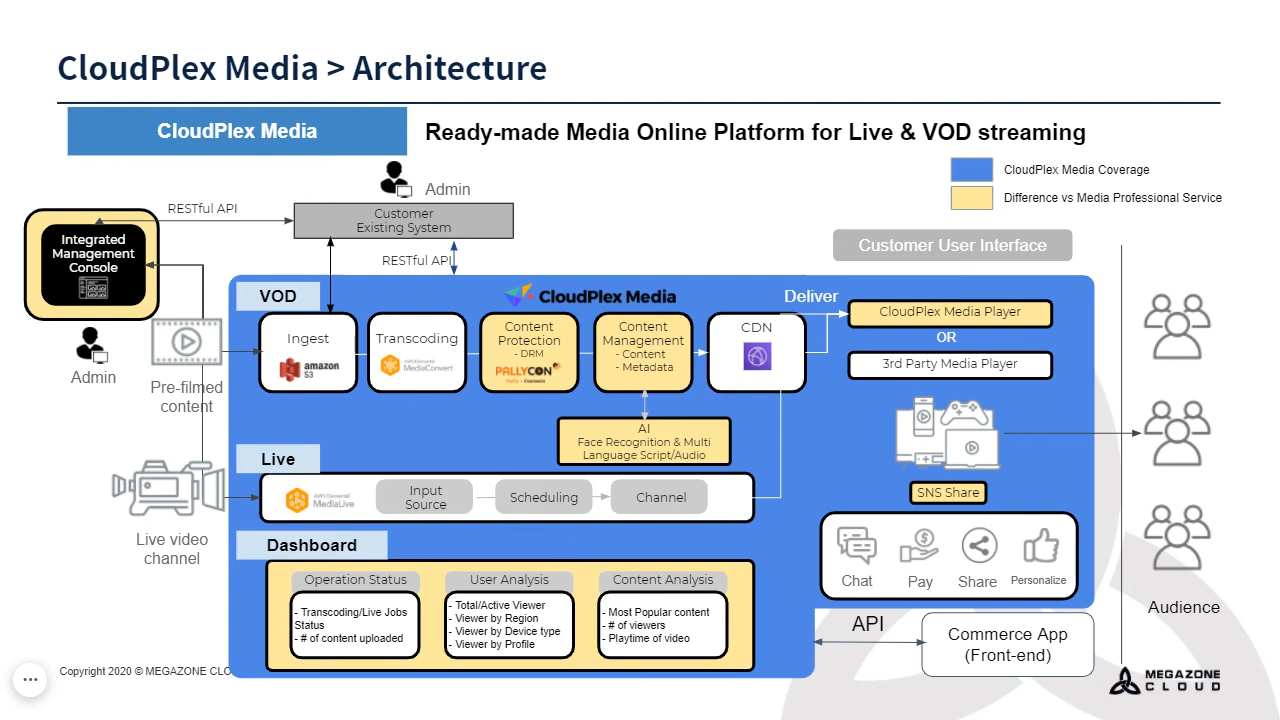 CloudPlex Media > Architecture
CloudPlex Media
Ready-made Media Online Platform for Live & VOD streaming
CloudPlex Media Coverage
Difference vs Media Professional Service
Admin
RESTful API
Customer
Existing System
RESTful API
Customer User Interface
Integrated
Management
Console
Admin
Pre-filmed
content
Live video
channel
VOD
CloudPlex Media
Deliver
Ingest
amazon
S3
Transcoding
AWS Elemental
MediaConvert
Content
Protection
- DRM
PALLYCON
Content
Management
- Content
- Metadata
CDN
CloudPlex Media Player
OR
3rd Party Media Player
AI
Face Recognition & Multi
Language Script/Audio
Live
AWS Elemental
MediaLive
Input
Source
Scheduling
Channel
SNS Share
Chat
Pay
Share
Personalize
Audience
Dashboard
Operation Status
- Transcoding/Live Jobs
Status
- # of content uploaded
User Analysis
- Total/Active Viewer
- Viewer by Region
- Viewer by Device type
- Viewer by Profile
Content Analysis
- Most Popular content
- # of viewers
- Playtime of video
API
Commerce App
(Front-end)
Copyright 2020 © MEGAZONE CLO
MEGAZONE
CLOUD